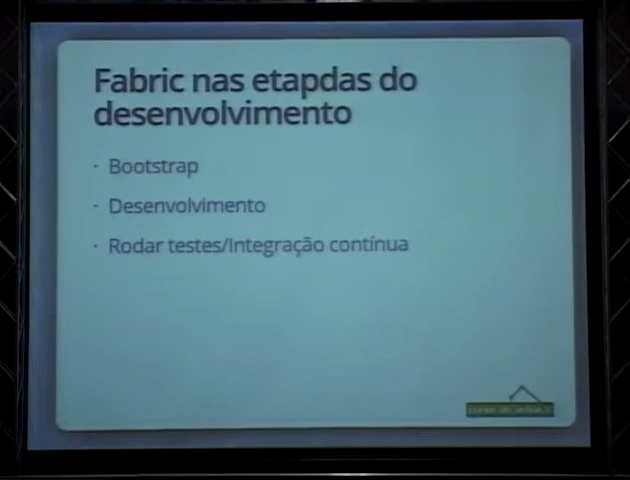 Fabric nas etapdas do
desenvolvimento
· Bootstrap
· Desenvolvimento
· Rodar testes/Integração contínua